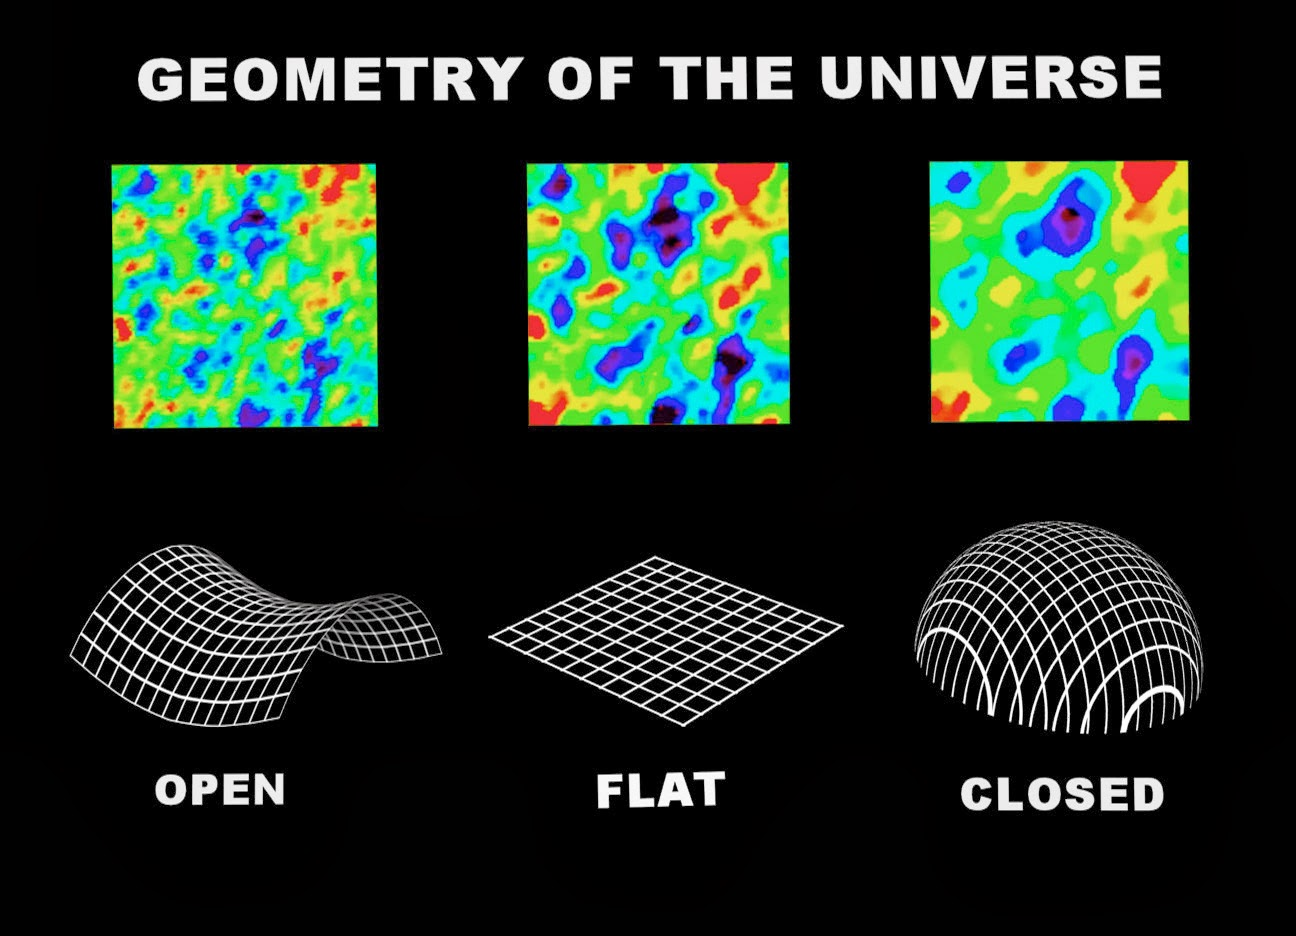 GEOMETRY OF THE UNIVERSE
OPEN
FLAT
CLOSED